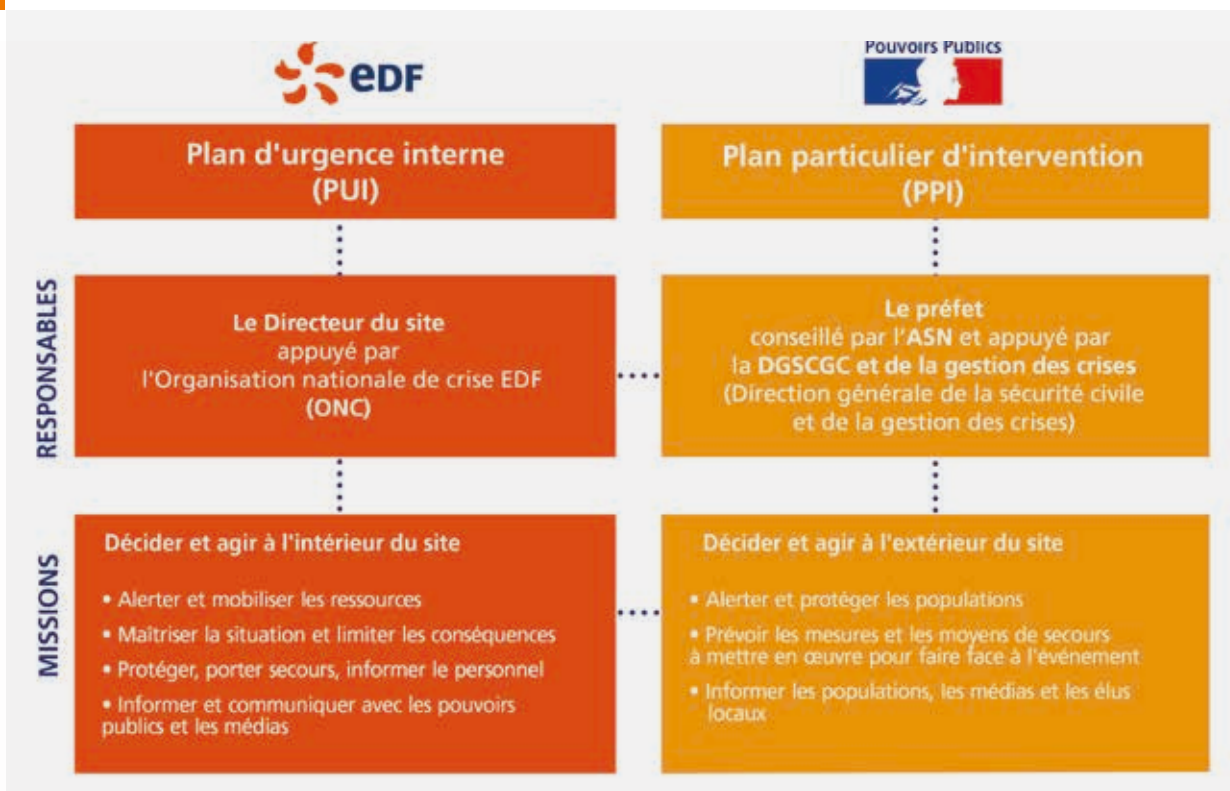 eDF
Pouvoirs Publics
Plan d'urgence interne
(PUI)
Plan particulier d'intervention
(PPI)
RESPONSABLES
Le Directeur du site
appuyé par
l'Organisation nationale de crise EDF
(ONC)
Le préfet
conseillé par l'ASN et appuyé par
la DGSCGC et de la gestion des crises
(Direction générale de la sécurité civile
et de la gestion des crises)
MISSIONS
Décider et agir à l'intérieur du site
• Alerter et mobiliser les ressources
• Maîtriser la situation et limiter les conséquences
• Protéger, porter secours, informer le personnel
• Informer et communiquer avec les pouvoirs
publics et les médias
Décider et agir à l'extérieur du site
• Alerter et protéger les populations
• Prévoir les mesures et les moyens de secours
à mettre en œuvre pour faire face à l'événement
• Informer les populations, les médias et les élus
locaux